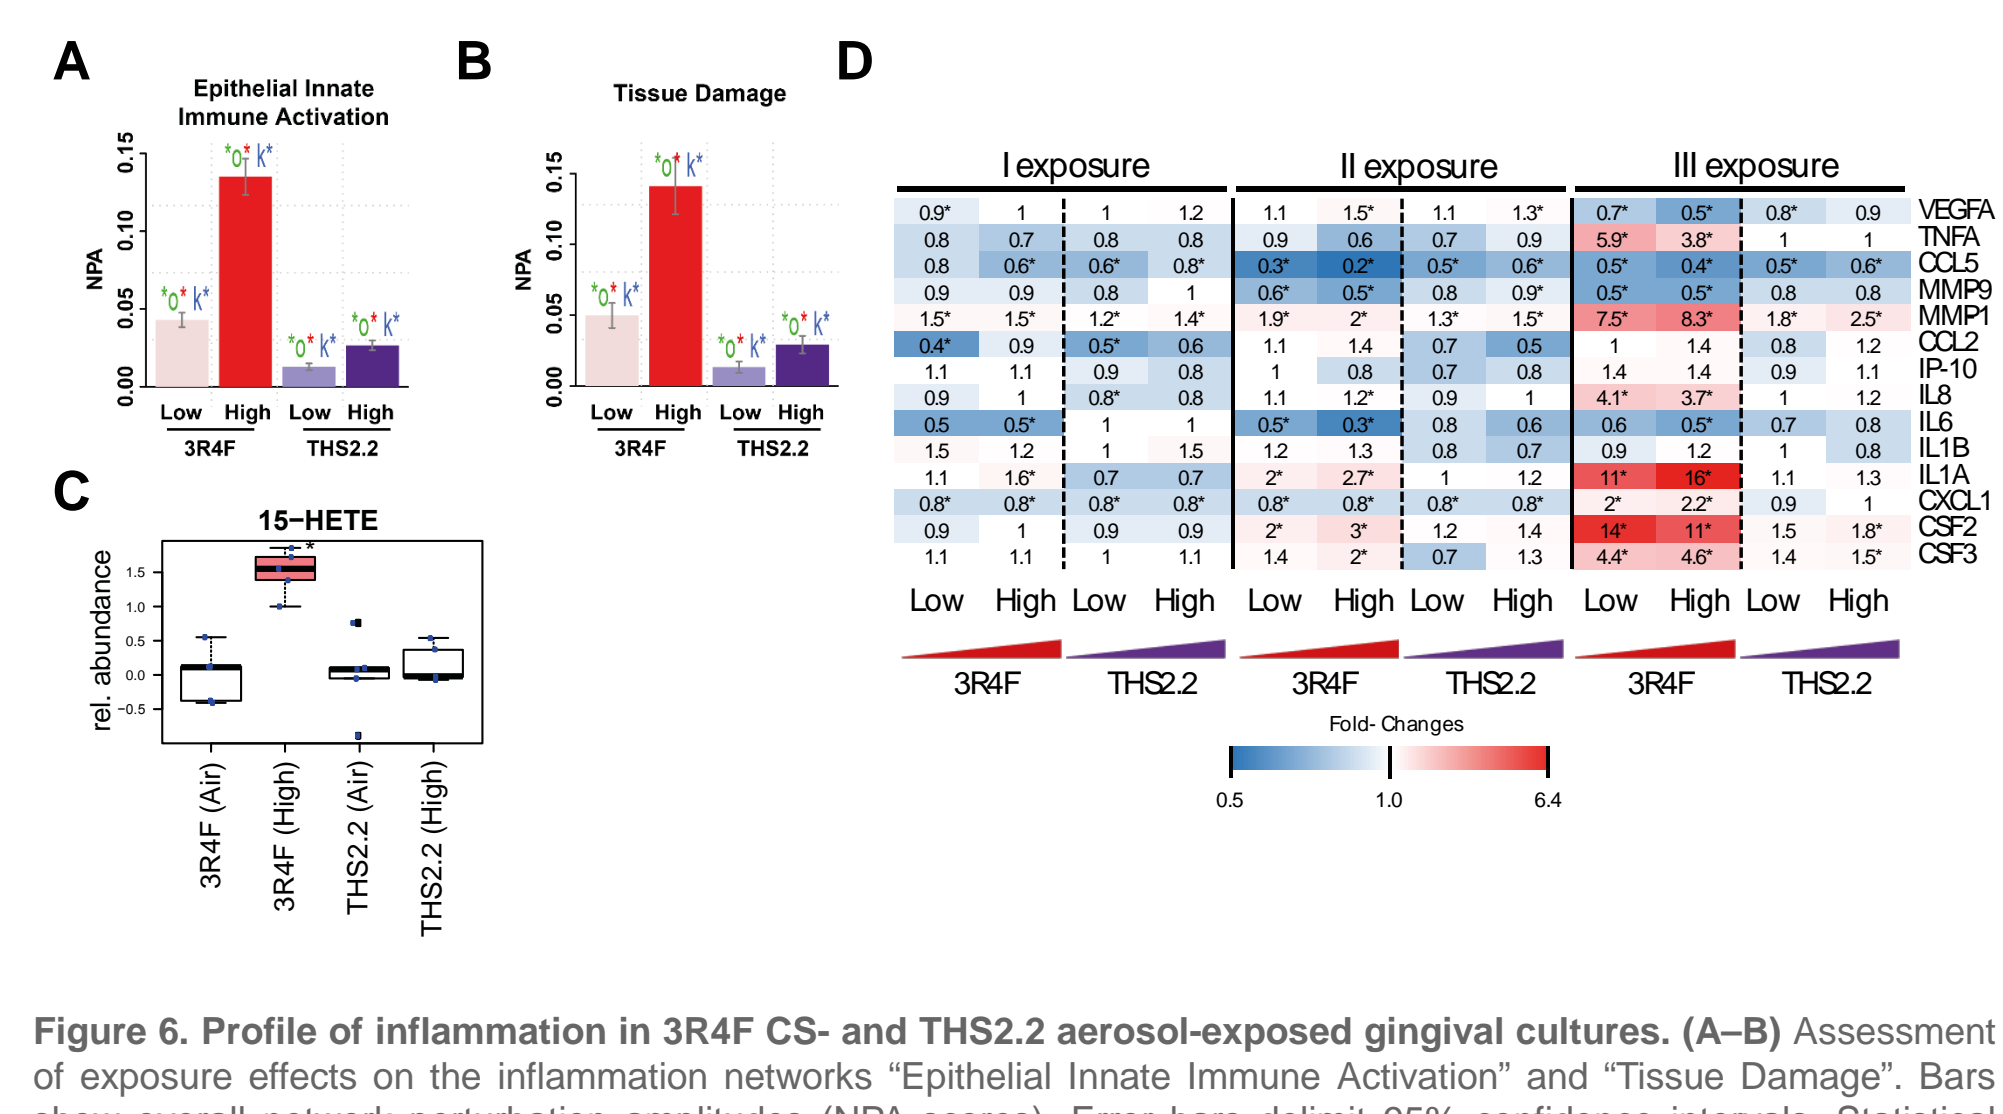 A
Epithelial Innate
Immune Activation
NPA
0.15
0.10
0.05
0.00
*o* k*
*o* k*
*o* k*
*o* k*
Low High Low High
3R4F THS2.2
B
Tissue Damage
NPA
0.15
0.10
0.05
0.00
*o* k*
*o* k*
*o* k*
*o* k*
Low High Low High
3R4F THS2.2
C
15−HETE
rel. abundance
1.5
1.0
0.5
0.0
−0.5
*
3R4F (Air)
3R4F (High)
THS2.2 (Air)
THS2.2 (High)
D
I exposure II exposure III exposure
0.9* 1 1 1.2 1.1 1.5* 1.1 1.3* 0.7* 0.5* 0.8* 0.9 VEGFA
0.8 0.7 0.8 0.8 0.9 0.6 0.7 0.9 5.9* 3.8* 1 1 TNFA
0.8 0.6* 0.6* 0.8* 0.3* 0.2* 0.5* 0.6* 0.5* 0.4* 0.5* 0.6* CCL5
0.9 0.9 0.8 1 0.6* 0.5* 0.8 0.9* 0.5* 0.5* 0.8 0.8 MMP9
1.5* 1.5* 1.2* 1.4* 1.9* 2* 1.3* 1.5* 7.5* 8.3* 1.8* 2.5* MMP1
0.4* 0.9 0.5* 0.6 1.1 1.4 0.7 0.5 1 1.4 0.8 1.2 CCL2
1.1 1.1 0.9 0.8 1 0.8 0.7 0.8 1.4 1.4 0.9 1.1 IP-10
0.9 1 0.8* 0.8 1.1 1.2* 0.9 1 4.1* 3.7* 1 1.2 IL8
0.5 0.5* 1 1 0.5* 0.3* 0.8 0.6 0.6 0.5* 0.7 0.8 IL6
1.5 1.2 1 1.5 1.2 1.3 0.8 0.7 0.9 1.2 1 0.8 IL1B
1.1 1.6* 0.7 0.7 2* 2.7* 1 1.2 11* 16* 1.1 1.3 IL1A
0.8* 0.8* 0.8* 0.8* 0.8* 0.8* 0.8* 0.8* 2* 2.2* 0.9 1 CXCL1
0.9 1 0.9 0.9 2* 3* 1.2 1.4 14* 11* 1.5 1.8* CSF2
1.1 1.1 1 1.1 1.4 2* 0.7 1.3 4.4* 4.6* 1.4 1.5* CSF3
Low High Low High Low High Low High Low High Low High
3R4F THS2.2 3R4F THS2.2 3R4F THS2.2
Fold- Changes
0.5 1.0 6.4
Figure 6. Profile of inflammation in 3R4F CS- and THS2.2 aerosol-exposed gingival cultures. (A–B) Assessment
of exposure effects on the inflammation networks “Epithelial Innate Immune Activation” and “Tissue Damage”. Bars
show overall network perturbation amplitudes (NPA scores). Error bars delimit 95% confidence intervals. Statistical